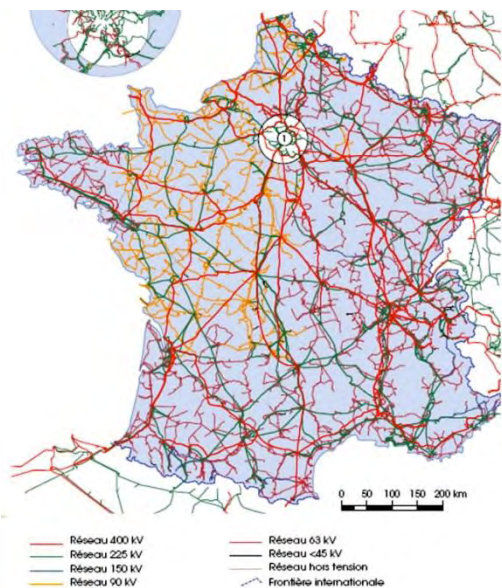 1
0 50 100 150 200 km
Réseau 400 kV
Réseau 225 kV
Réseau 150 kV
Réseau 90 kV
Réseau 63 kV
Réseau <45 kV
Réseau hors tension
Frontière internationale